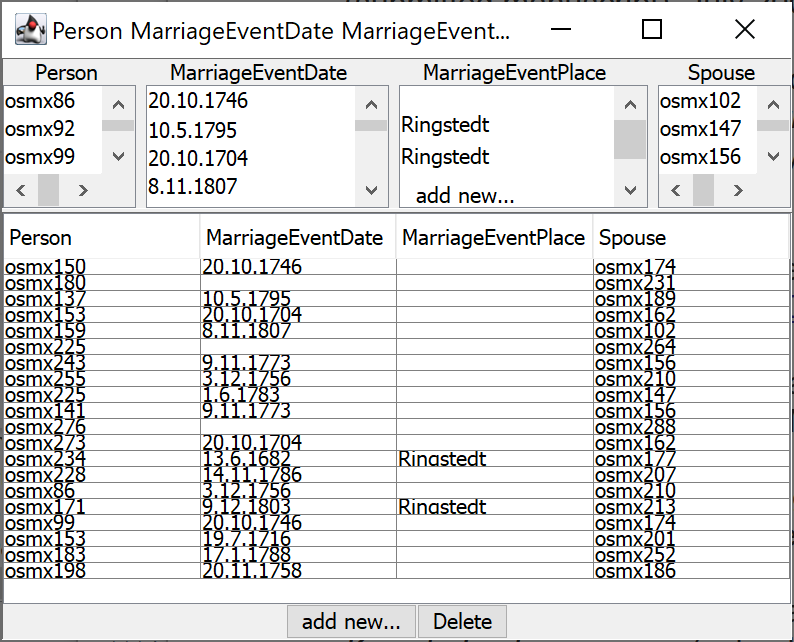 Person MarriageEventDate MarriageEvent...
Person MarriageEventDate MarriageEventPlace Spouse
osmx86 20.10.1746 osmx102
osmx92 10.5.1795 Ringstedt osmx147
osmx99 20.10.1704 Ringstedt osmx156
8.11.1807 add new...
Person MarriageEventDate MarriageEventPlace Spouse
osmx150 20.10.1746 osmx174
osmx180 osmx231
osmx137 10.5.1795 osmx189
osmx153 20.10.1704 osmx162
osmx159 8.11.1807 osmx102
osmx225 osmx264
osmx243 9.11.1773 osmx156
osmx255 3.12.1756 osmx210
osmx225 1.6.1783 osmx147
osmx141 9.11.1773 osmx156
osmx276 osmx288
osmx273 20.10.1704 osmx162
osmx234 13.6.1682 Ringstedt osmx177
osmx228 14.11.1786 osmx207
osmx86 3.12.1756 osmx210
osmx171 9.12.1803 Ringstedt osmx213
osmx99 20.10.1746 osmx174
osmx153 19.7.1716 osmx201
osmx183 17.1.1788 osmx252
osmx198 20.11.1758 osmx186
add new... Delete